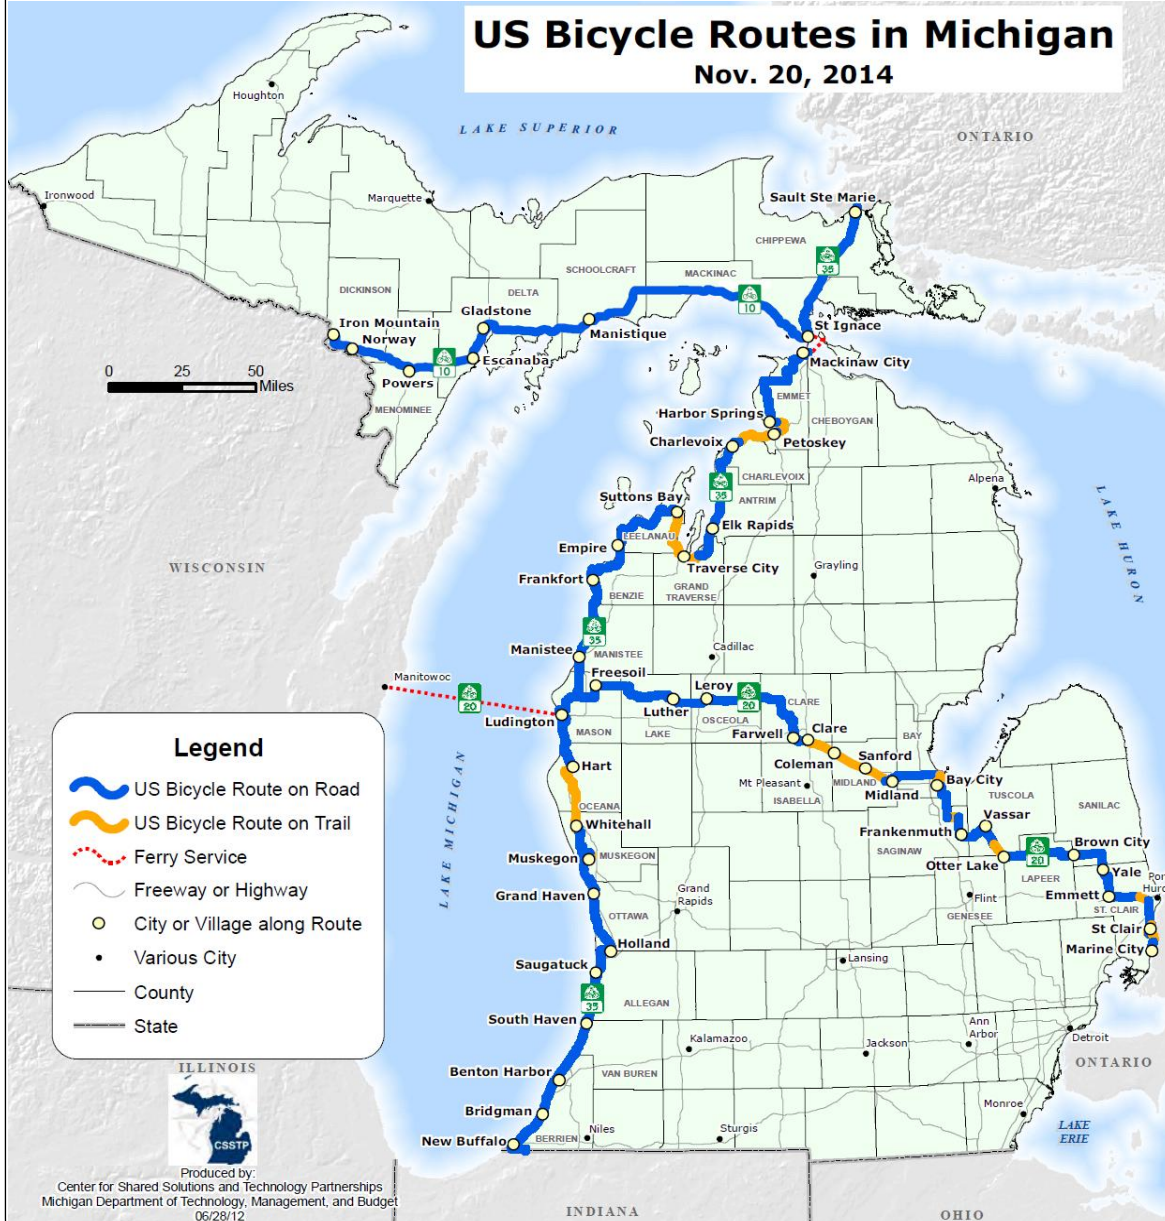 US Bicycle Routes in Michigan
Nov. 20, 2014
LAKE SUPERIOR
ONTARIO
Houghton
Ironwood
Marquette
Sault Ste Marie
CHIPPEWA
35
SCHOOLCRAFT
MACKINAC
DICKINSON
DELTA
10
Gladstone
Iron Mountain
Norway
Manistique
St Ignace
Escanaba
Mackinaw City
10
Powers
0 25 50
Miles
MENOMINEE
EMMET
Harbor Springs
CHEBOYGAN
Charlevoix
Petoskey
CHARLEVOIX
35
ANTRIM
Alpena
LAKE HURON
Suttons Bay
Elk Rapids
LEELANAU
Empire
Traverse City
WISCONSIN
Frankfort
GRAND
TRAVERSE
Grayling
BENZIE
35
Manistee
MANISTEE
Cadillac
Manitowoc
20
Freesoil
Leroy
20
CLARE
Ludington
Luther
OSCEOLA
MASON
LAKE
Farwell
Clare
BAY
Coleman
Sanford
Hart
Mt Pleasant
MIDLAND
Midland
Bay City
ISABELLA
TUSCOLA
SANILAC
LAKE MICHIGAN
OCEANA
Whitehall
Vassar
Frankenmuth
SAGINAW
Brown City
Muskegon
MUSKEGON
Otter Lake
20
LAPEER
Yale
Grand Haven
Grand
Rapids
Flint
Emmett
Port
Huron
OTTAWA
GENESEE
ST. CLAIR
St Clair
Holland
Marine City
Saugatuck
Lansing
35
ALLEGAN
South Haven
Ann
Arbor
Detroit
Kalamazoo
Jackson
ONTARIO
Benton Harbor
VAN BUREN
Bridgman
Monroe
New Buffalo
BERRIEN
Niles
Sturgis
LAKE
ERIE
INDIANA
OHIO
Legend
US Bicycle Route on Road
US Bicycle Route on Trail
Ferry Service
Freeway or Highway
City or Village along Route
Various City
County
State
ILLINOIS
CSSTP
Produced by:
Center for Shared Solutions and Technology Partnerships
Michigan Department of Technology, Management, and Budget
06/28/12